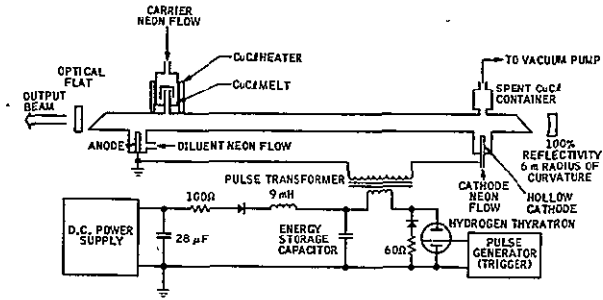 CARRIER
NEON FLOW
CuCℓ HEATER
CuCℓ MELT
TO VACUUM PUMP
SPENT CuCℓ
CONTAINER
OPTICAL
FLAT
OUTPUT
BEAM
ANODE
DILUENT NEON FLOW
100%
REFLECTIVITY
6 m RADIUS OF
CURVATURE
PULSE TRANSFORMER
CATHODE
NEON
FLOW
HOLLOW
CATHODE
D.C. POWER
SUPPLY
100Ω
9 mH
28 μF
ENERGY
STORAGE
CAPACITOR
60Ω
HYDROGEN THYRATRON
PULSE
GENERATOR
(TRIGGER)